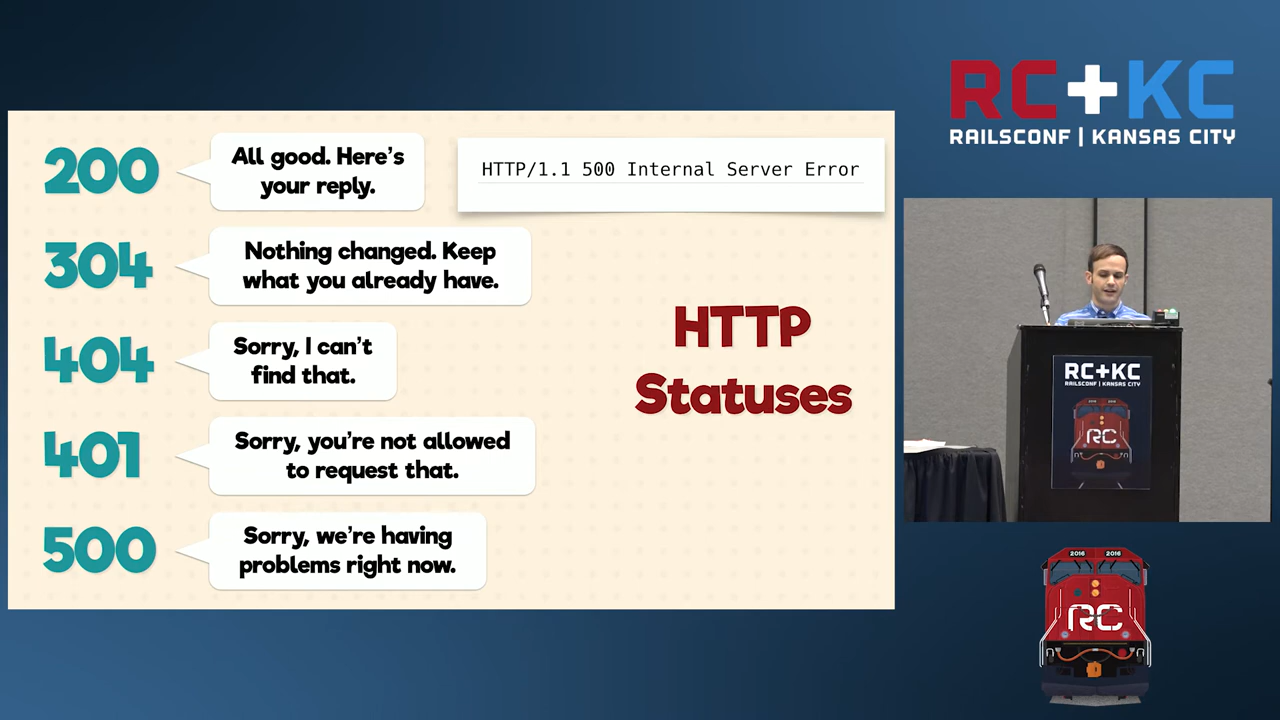 200
All good. Here's
your reply.
HTTP/1.1 500 Internal Server Error
304
Nothing changed. Keep
what you already have.
404
Sorry, I can't
find that.
401
Sorry, you're not allowed
to request that.
500
Sorry, we're having
problems right now.
HTTP
Statuses
RC+KC
RAILSCONF | KANSAS CITY
RC+KC
RAILSCONF | KANSAS CITY
2016 2016
RC
2016 2016
RC